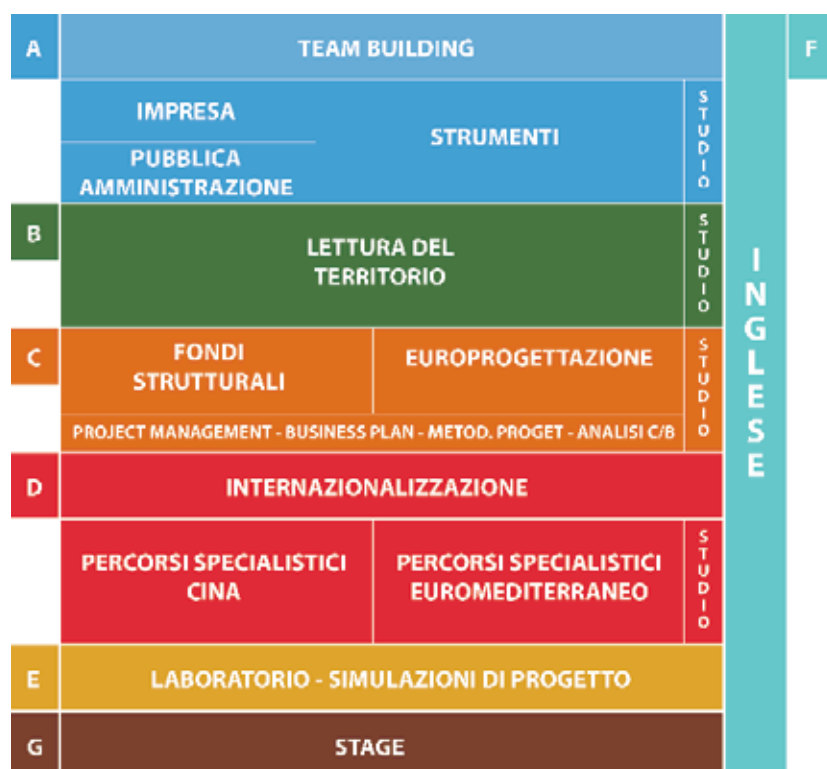 A
TEAM BUILDING
F
IMPRESA
PUBBLICA
AMMINISTRAZIONE
STRUMENTI
STUDIO
B
LETTURA DEL
TERRITORIO
STUDIO
INGLESE
C
FONDI
STRUTTURALI
EUROPROGETTAZIONE
STUDIO
PROJECT MANAGEMENT - BUSINESS PLAN - METOD. PROGET - ANALISI C/B
D
INTERNAZIONALIZZAZIONE
PERCORSI SPECIALISTICI
CINA
PERCORSI SPECIALISTICI
EUROMEDITERRANEO
STUDIO
E
LABORATORIO - SIMULAZIONI DI PROGETTO
G
STAGE